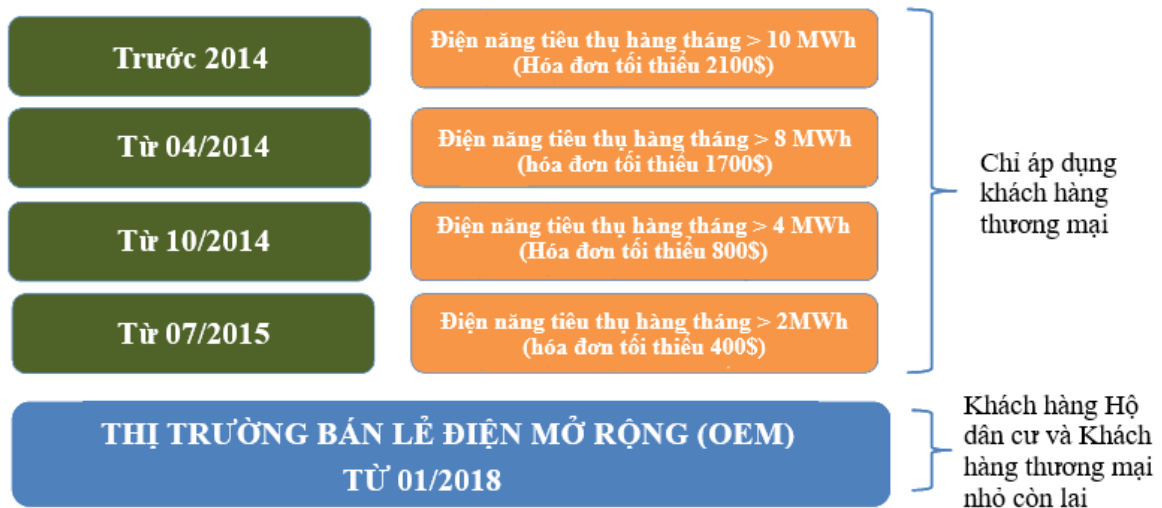 Trước 2014
Điện năng tiêu thụ hàng tháng > 10 MWh
(Hóa đơn tối thiểu 2100$)
Từ 04/2014
Điện năng tiêu thụ hàng tháng > 8 MWh
(hóa đơn tối thiểu 1700$)
Từ 10/2014
Điện năng tiêu thụ hàng tháng > 4 MWh
(Hóa đơn tối thiểu 800$)
Từ 07/2015
Điện năng tiêu thụ hàng tháng > 2MWh
(hóa đơn tối thiểu 400$)
Chỉ áp dụng
khách hàng
thương mại
THỊ TRƯỜNG BÁN LẺ ĐIỆN MỞ RỘNG (OEM)
TỪ 01/2018
Khách hàng Hộ
dân cư và Khách
hàng thương mại
nhỏ còn lai